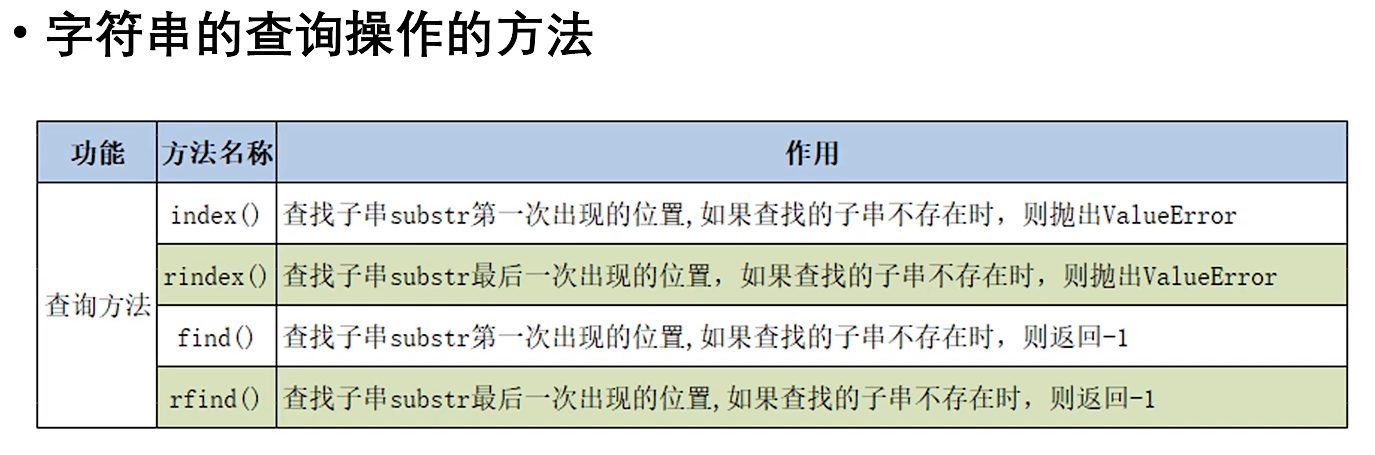 • 字符串的查询操作的方法
功能 方法名称 作用
查询方法
index() 查找子串substr第一次出现的位置,如果查找的子串不存在时，则抛出ValueError
rindex() 查找子串substr最后一次出现的位置，如果查找的子串不存在时，则抛出ValueError
find() 查找子串substr第一次出现的位置,如果查找的子串不存在时，则返回-1
rfind() 查找子串substr最后一次出现的位置,如果查找的子串不存在时，则返回-1